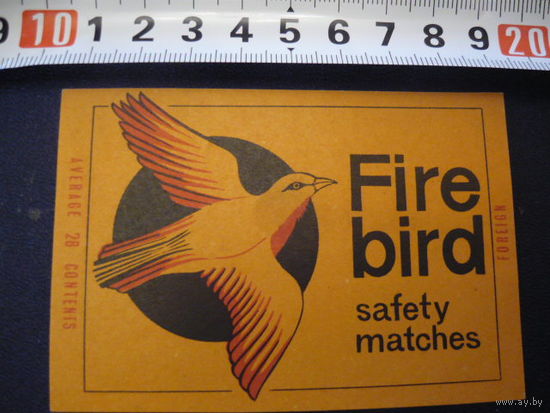 9 10 1 2 3 4 5 6 7 8 9 20
AVERAGE 28 CONTENTS
Fire
bird
safety
matches
FOREIGN
www.ay.by